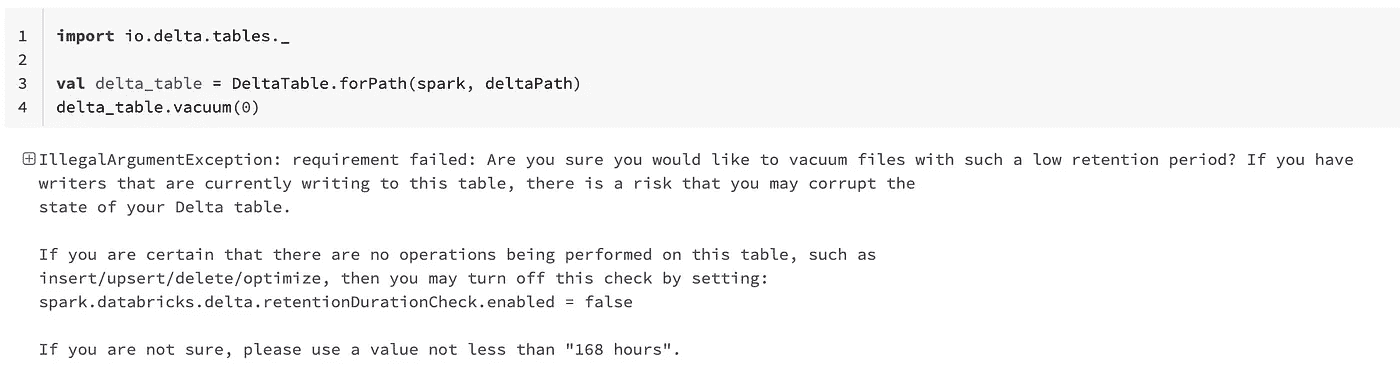 1 import io.delta.tables._
2
3 val delta_table = DeltaTable.forPath(spark, deltaPath)
4 delta_table.vacuum(0)
IllegalArgumentException: requirement failed: Are you sure you would like to vacuum files with such a low retention period? If you have
writers that are currently writing to this table, there is a risk that you may corrupt the
state of your Delta table.
If you are certain that there are no operations being performed on this table, such as
insert/upsert/delete/optimize, then you may turn off this check by setting:
spark.databricks.delta.retentionDurationCheck.enabled = false
If you are not sure, please use a value not less than "168 hours".